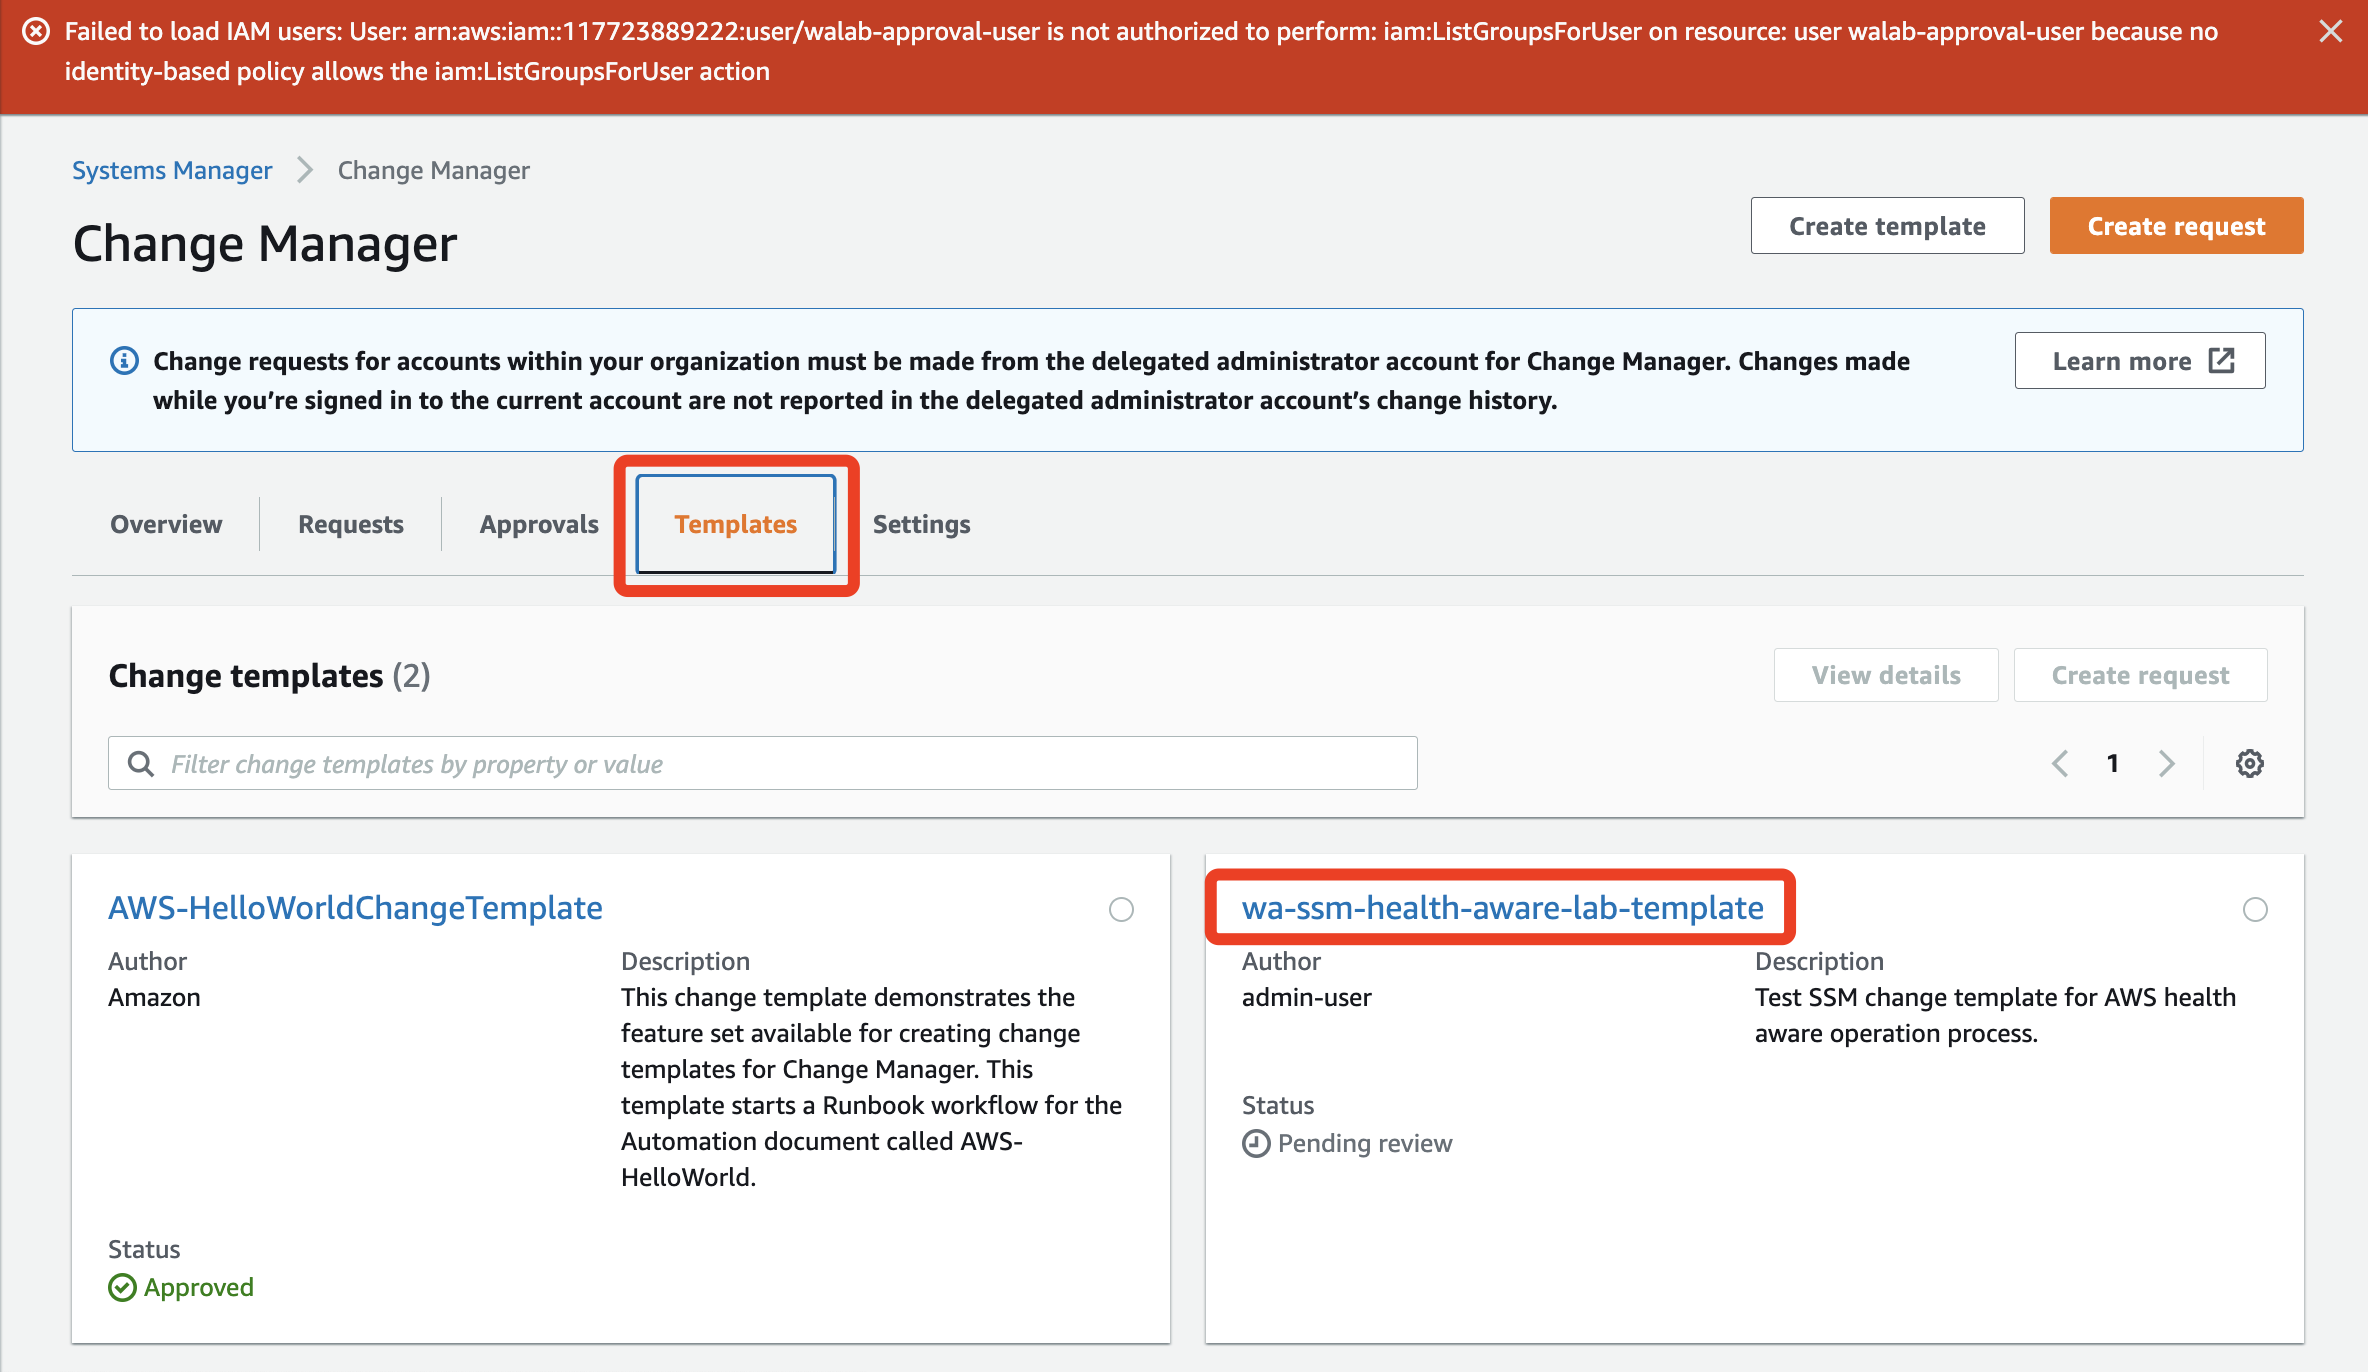 Failed to load IAM users: User: arn:aws:iam::117723889222:user/walab-approval-user is not authorized to perform: iam:ListGroupsForUser on resource: user walab-approval-user because no
identity-based policy allows the iam:ListGroupsForUser action
Systems Manager
Change Manager
Change Manager
Create template
Create request
Change requests for accounts within your organization must be made from the delegated administrator account for Change Manager. Changes made
while you’re signed in to the current account are not reported in the delegated administrator account’s change history.
Learn more
Overview
Requests
Approvals
Templates
Settings
Change templates (2)
View details
Create request
Filter change templates by property or value
1
AWS-HelloWorldChangeTemplate
Author
Amazon
Description
This change template demonstrates the
feature set available for creating change
templates for Change Manager. This
template starts a Runbook workflow for the
Automation document called AWS-
HelloWorld.
Status
Approved
wa-ssm-health-aware-lab-template
Author
admin-user
Description
Test SSM change template for AWS health
aware operation process.
Status
Pending review